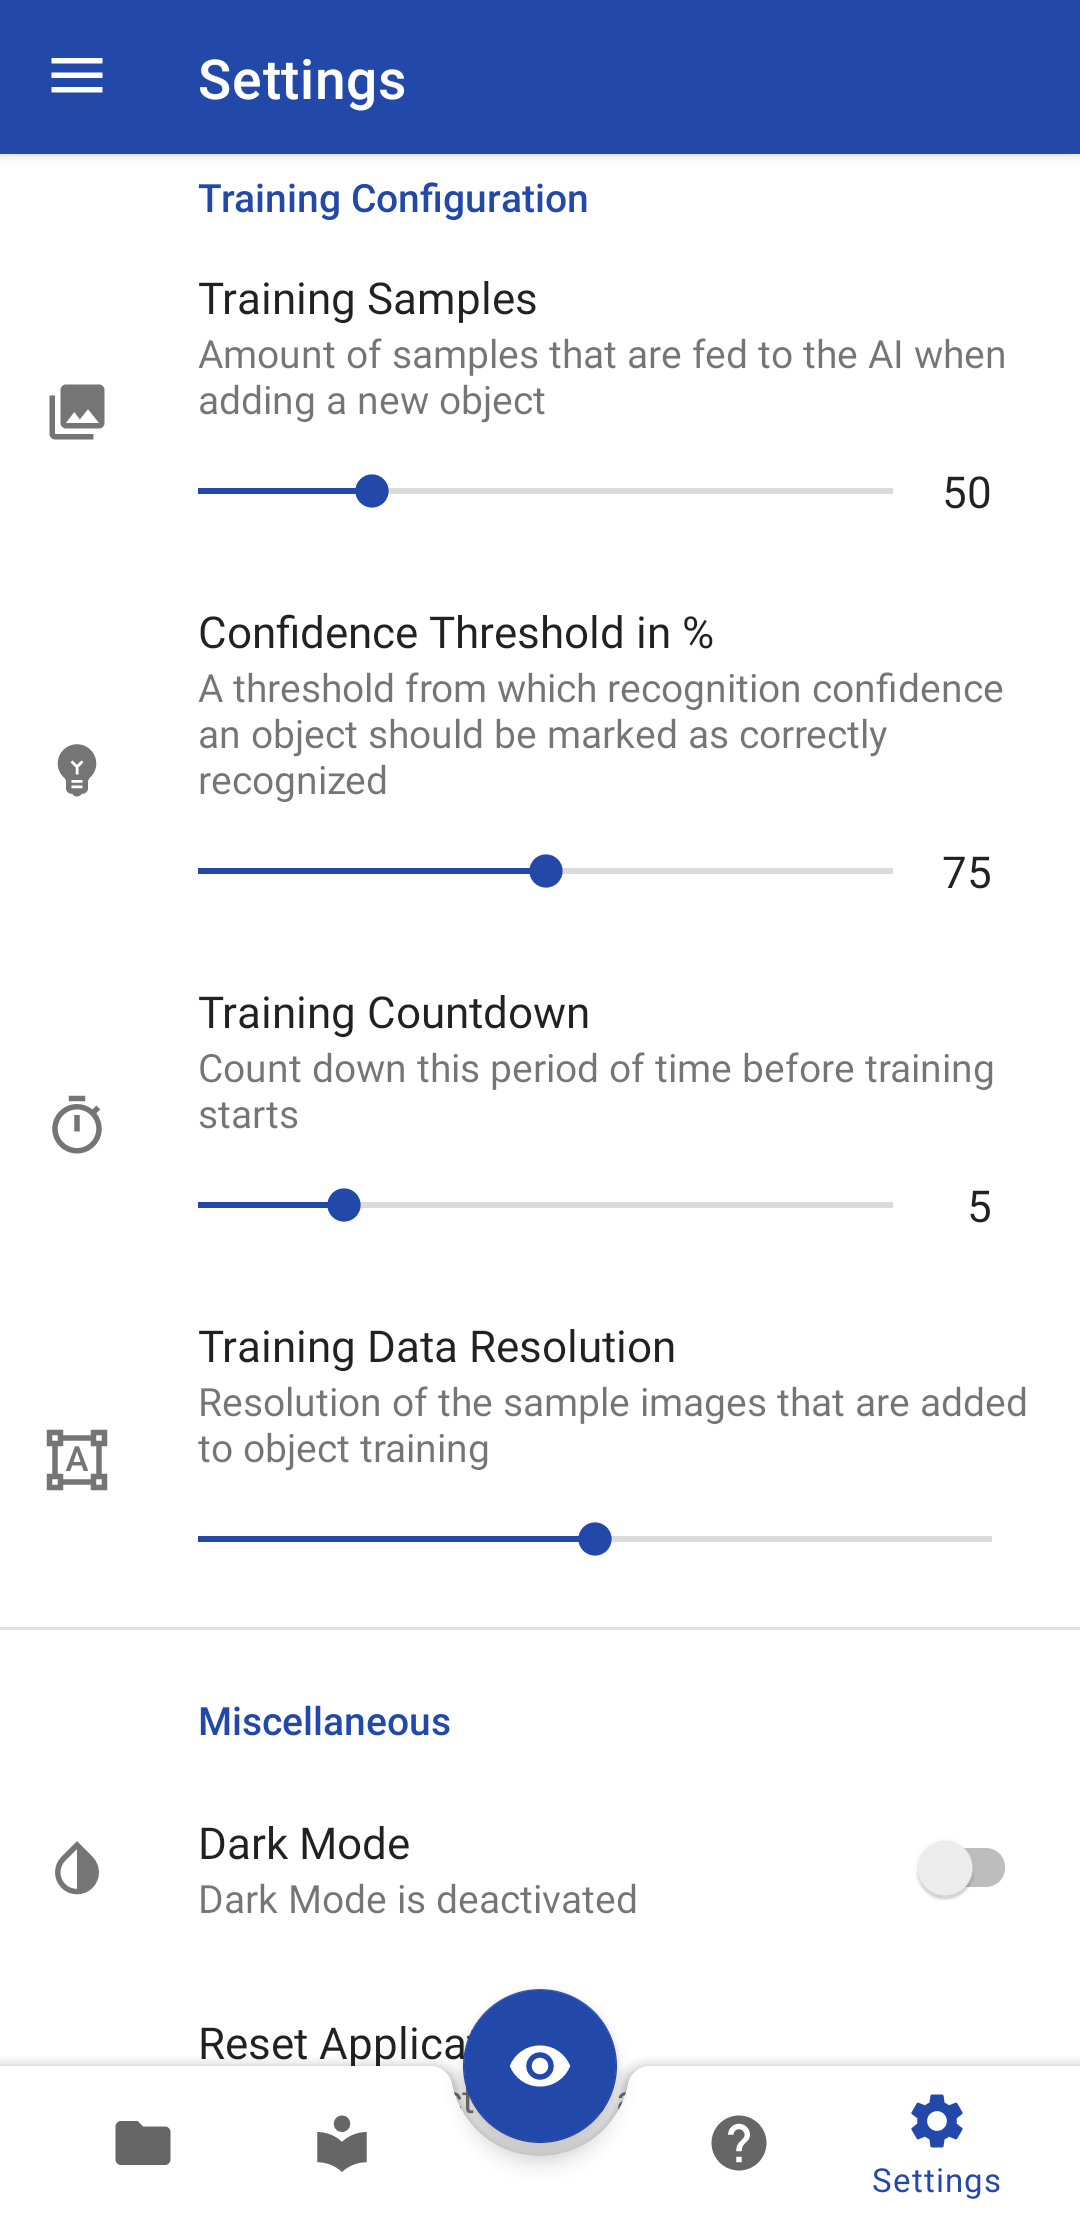 Settings
Training Configuration
Training Samples
Amount of samples that are fed to the AI when
adding a new object
50
Confidence Threshold in %
A threshold from which recognition confidence
an object should be marked as correctly
recognized
75
Training Countdown
Count down this period of time before training
starts
5
Training Data Resolution
Resolution of the sample images that are added
to object training
A
Miscellaneous
Dark Mode
Dark Mode is deactivated
Reset Applica
Settings